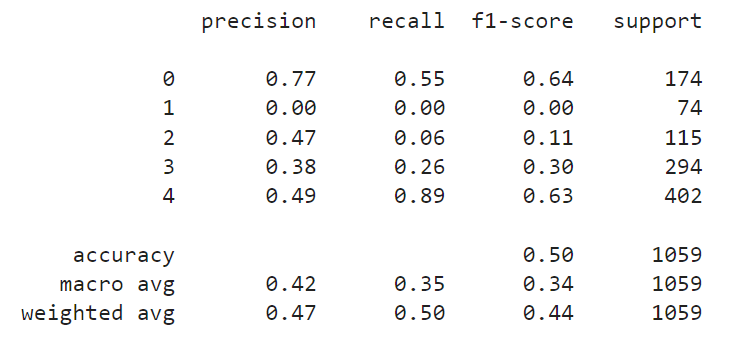 precision recall f1-score support
0 0.77 0.55 0.64 174
1 0.00 0.00 0.00 74
2 0.47 0.06 0.11 115
3 0.38 0.26 0.30 294
4 0.49 0.89 0.63 402
accuracy 0.50 1059
macro avg 0.42 0.35 0.34 1059
weighted avg 0.47 0.50 0.44 1059